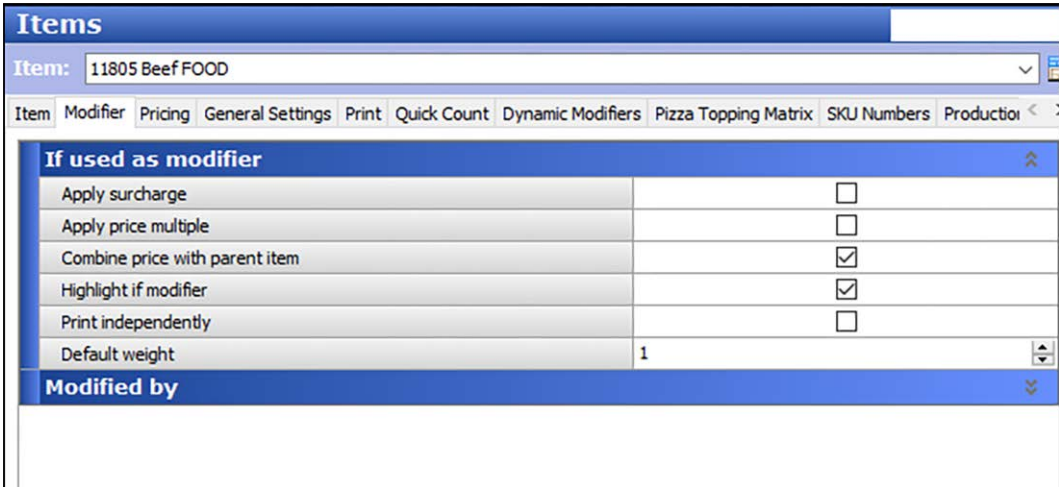 Items
Item: 11805 Beef FOOD
Item Modifier Pricing General Settings Print Quick Count Dynamic Modifiers Pizza Topping Matrix SKU Numbers Production
If used as modifier
Apply surcharge
Apply price multiple
Combine price with parent item
Highlight if modifier
Print independently
Default weight 1
Modified by